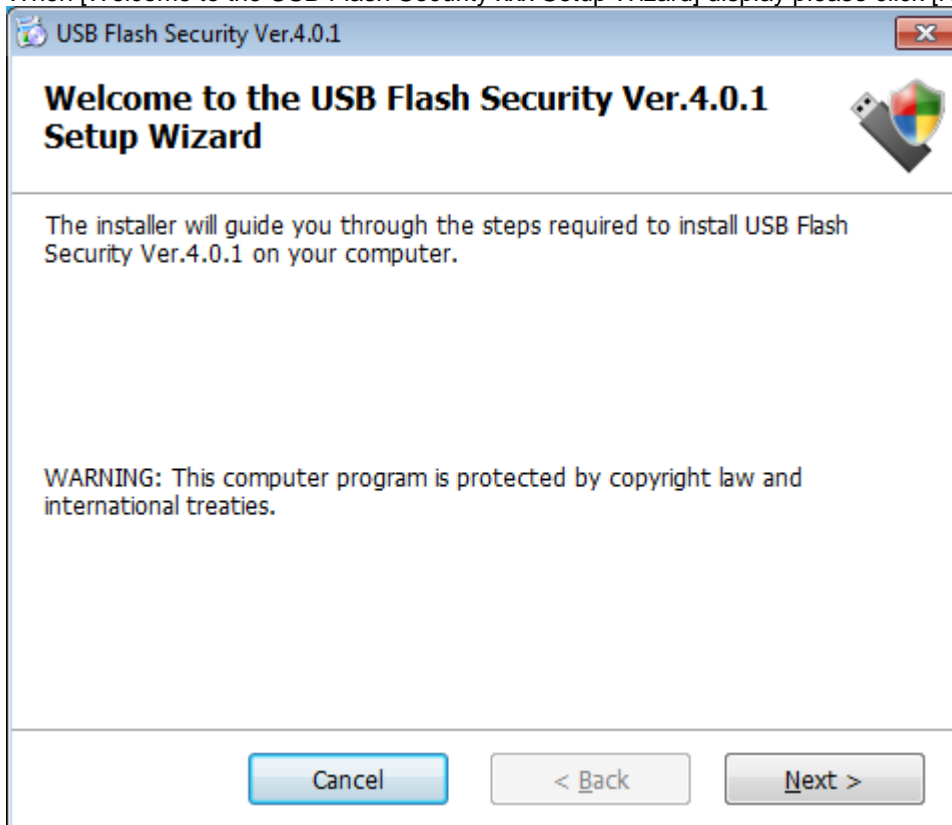 USB Flash Security Ver.4.0.1
Welcome to the USB Flash Security Ver.4.0.1
Setup Wizard
The installer will guide you through the steps required to install USB Flash
Security Ver.4.0.1 on your computer.
WARNING: This computer program is protected by copyright law and
international treaties.
Cancel
< Back
Next >